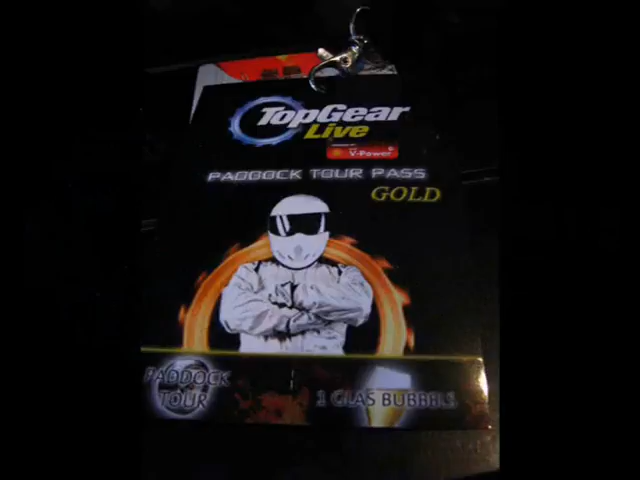 TopGear
Live
V-Power
PADDOCK TOUR PASS
GOLD
PADDOCK
TOUR
1 GLAS BUBBELS